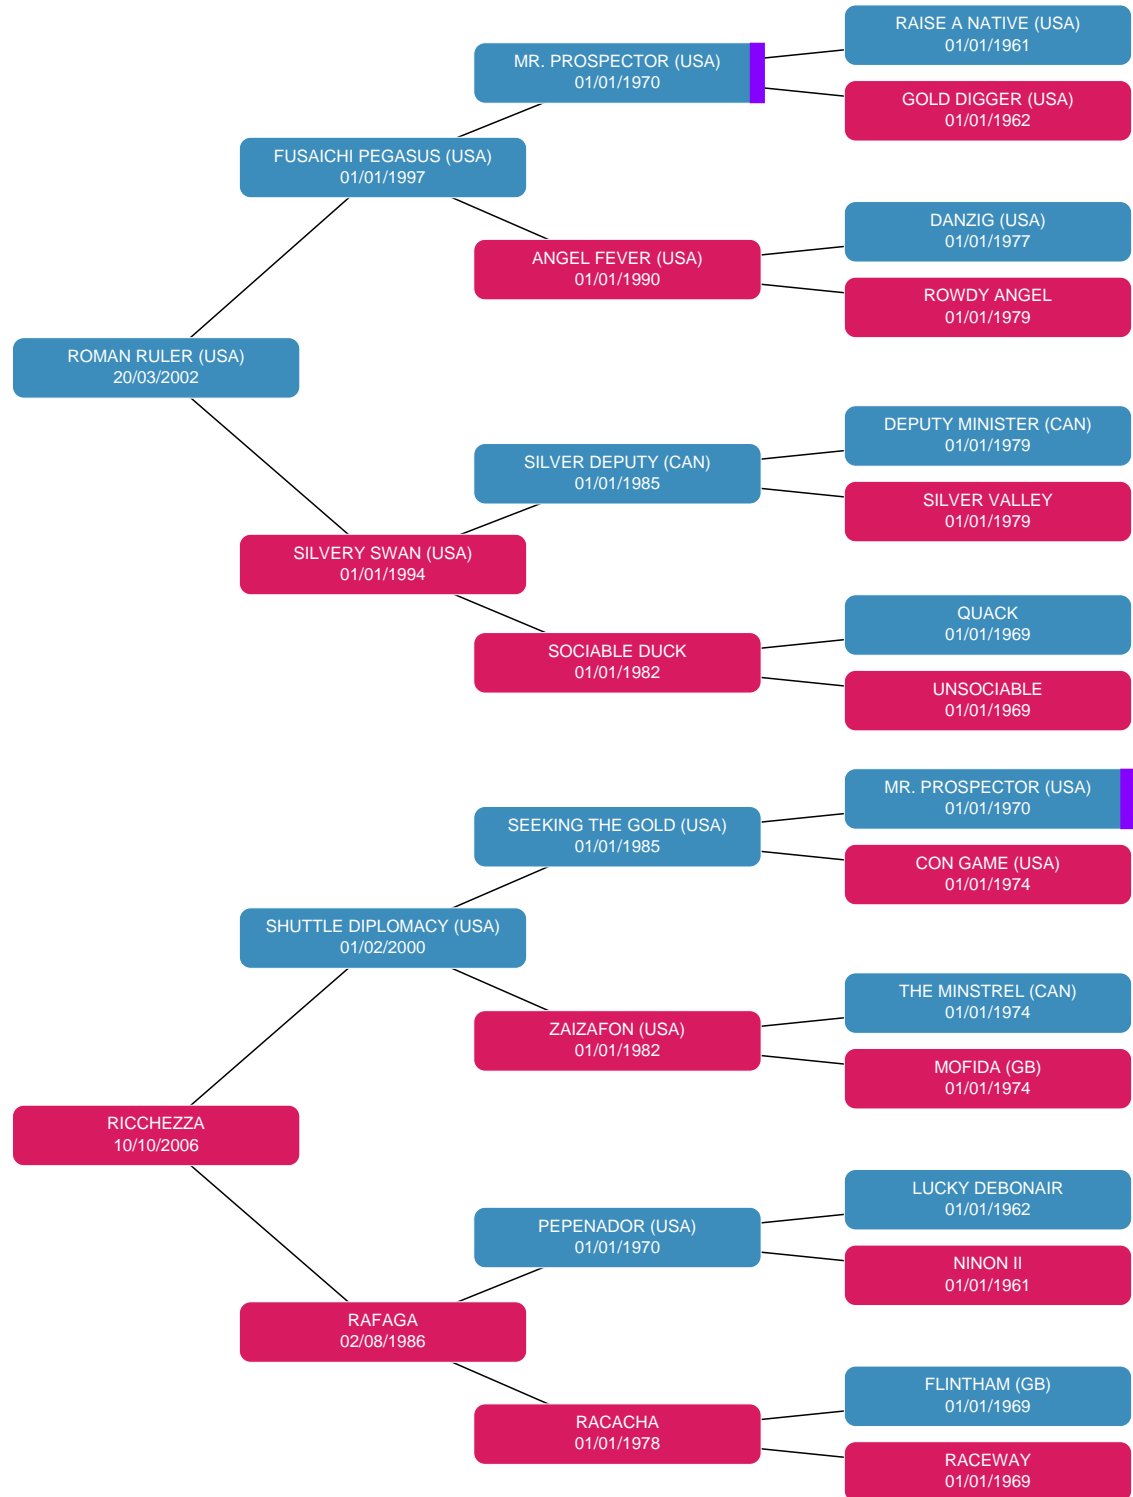 RAISE A NATIVE (USA)
01/01/1961
MR. PROSPECTOR (USA)
01/01/1970
GOLD DIGGER (USA)
01/01/1962
FUSAICHI PEGASUS (USA)
01/01/1997
DANZIG (USA)
01/01/1977
ANGEL FEVER (USA)
01/01/1990
ROWDY ANGEL
01/01/1979
ROMAN RULER (USA)
20/03/2002
DEPUTY MINISTER (CAN)
01/01/1979
SILVER DEPUTY (CAN)
01/01/1985
SILVER VALLEY
01/01/1979
SILVERY SWAN (USA)
01/01/1994
QUACK
01/01/1969
SOCIABLE DUCK
01/01/1982
UNSOCIABLE
01/01/1969
MR. PROSPECTOR (USA)
01/01/1970
SEEKING THE GOLD (USA)
01/01/1985
CON GAME (USA)
01/01/1974
SHUTTLE DIPLOMACY (USA)
01/02/2000
THE MINSTREL (CAN)
01/01/1974
ZAIZAFON (USA)
01/01/1982
MOFIDA (GB)
01/01/1974
RICCHEZZA
10/10/2006
LUCKY DEBONAIR
01/01/1962
PEPENADOR (USA)
01/01/1970
NINON II
01/01/1961
RAFAGA
02/08/1986
FLINTHAM (GB)
01/01/1969
RACACHA
01/01/1978
RACEWAY
01/01/1969